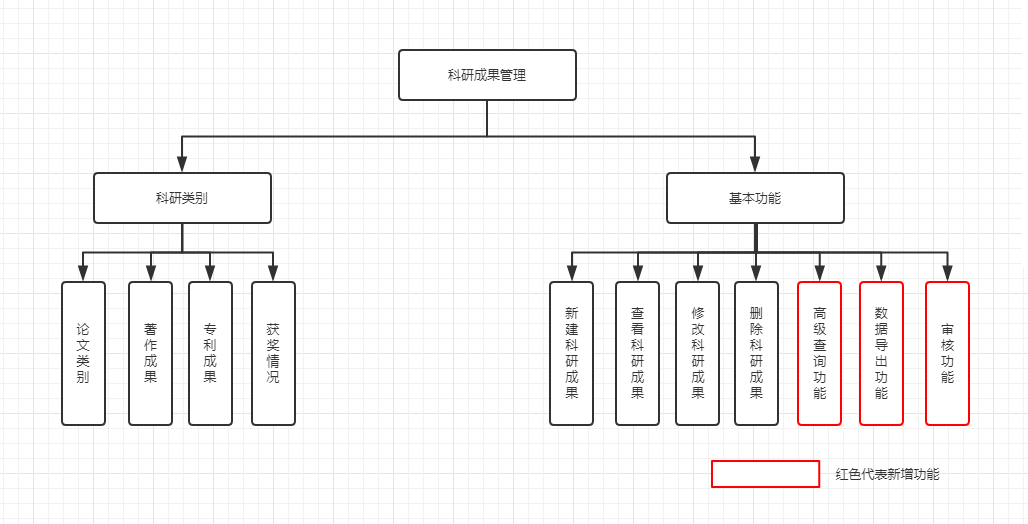 科研成果管理
科研类别
基本功能
论文类别
著作成果
专利成果
获奖情况
新建科研成果
查看科研成果
修改科研成果
删除科研成果
高级查询功能
数据导出功能
审核功能
红色代表新增功能